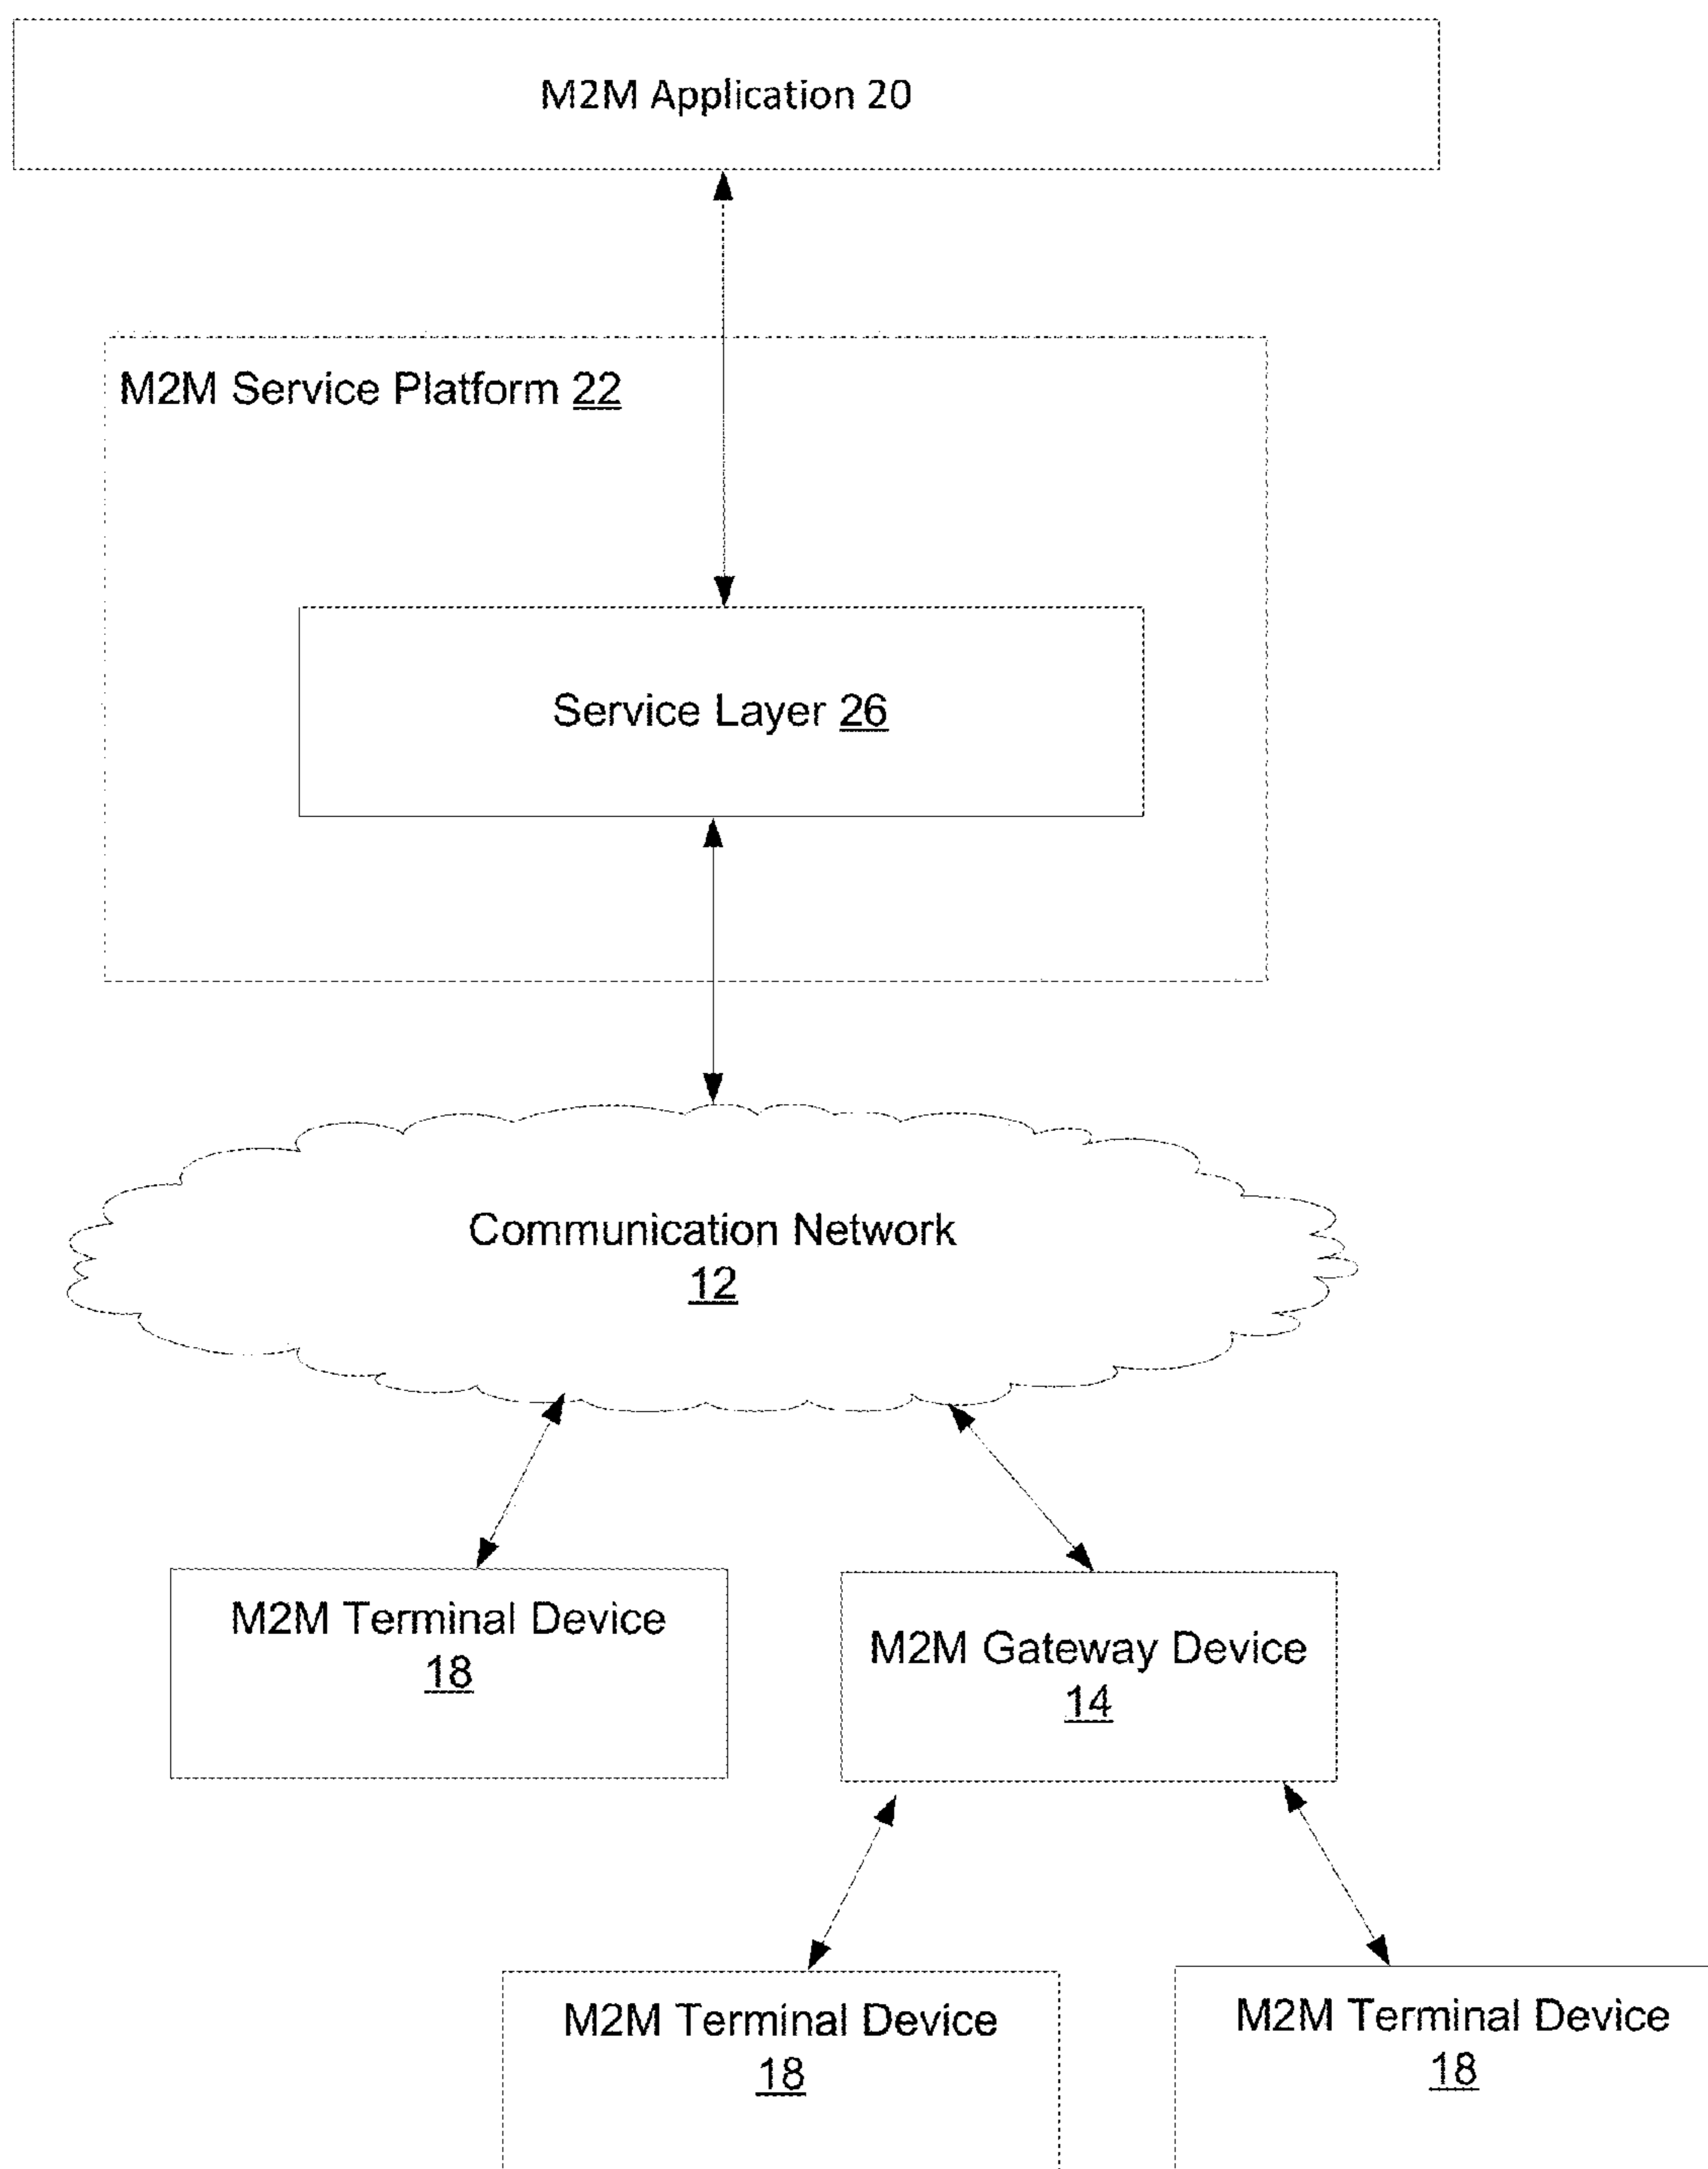 M2M Application 20
M2M Service Platform 22
Service Layer 26
Communication Network
12
M2M Terminal Device
18
M2M Gateway Device
14
M2M Terminal Device
18
M2M Terminal Device
18